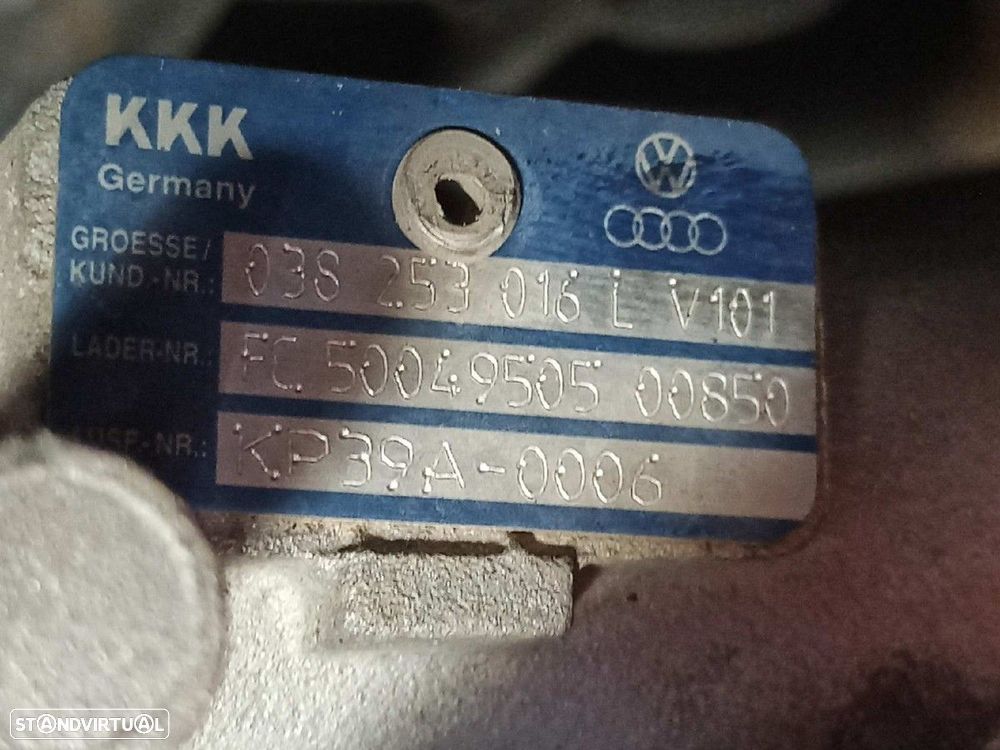 KKK
Germany
GROESSE/
KUND-NR.: 038 253 016 L V101
LADER-NR.: FC 50049505 00850
KP39A-0006
STANDVIRTUAL